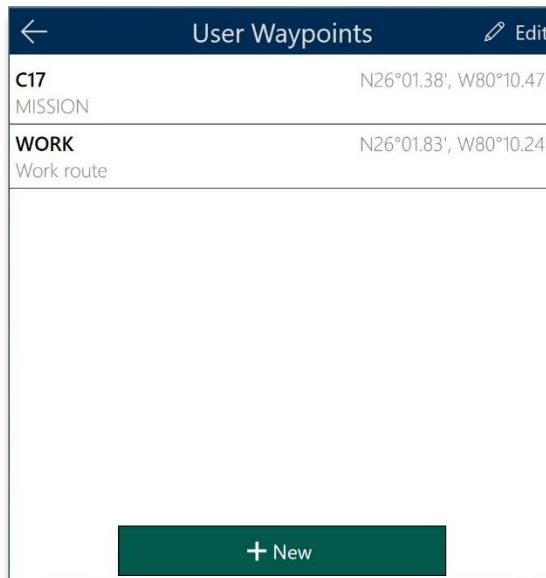 User Waypoints Edit
C17 N26°01.38', W80°10.47
MISSION
WORK N26°01.83', W80°10.24
Work route
+ New